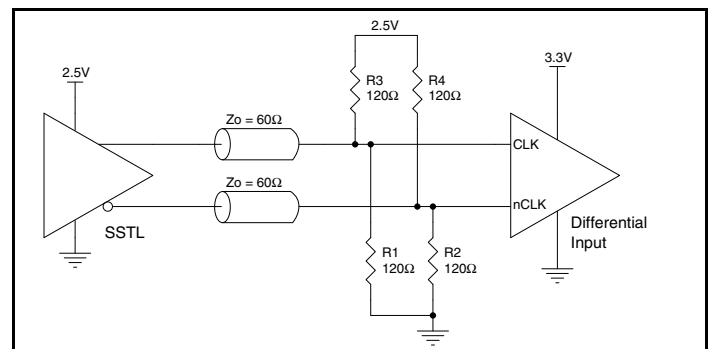 2.5V
2.5V
3.3V
R3
120Ω
R4
120Ω
Zo = 60Ω
CLK
Zo = 60Ω
nCLK
SSTL
Differential
Input
R1
120Ω
R2
120Ω